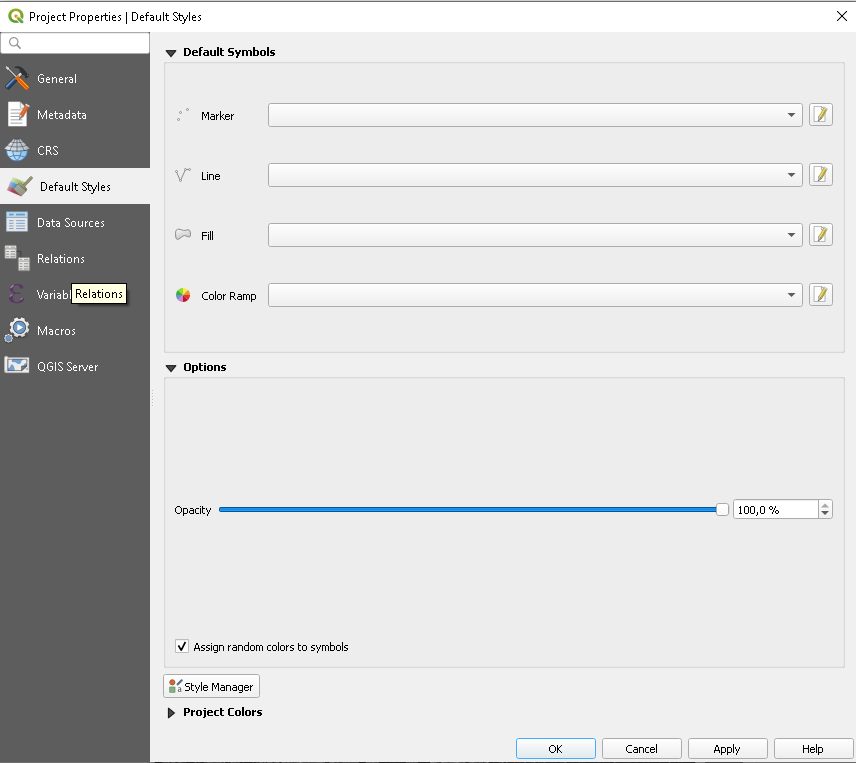 Project Properties | Default Styles
General
Metadata
CRS
Default Styles
Data Sources
Relations
Variabl
Relations
Macros
QGIS Server
Default Symbols
Marker
Line
Fill
Color Ramp
Options
Opacity
100,0 %
Assign random colors to symbols
Style Manager
Project Colors
OK
Cancel
Apply
Help